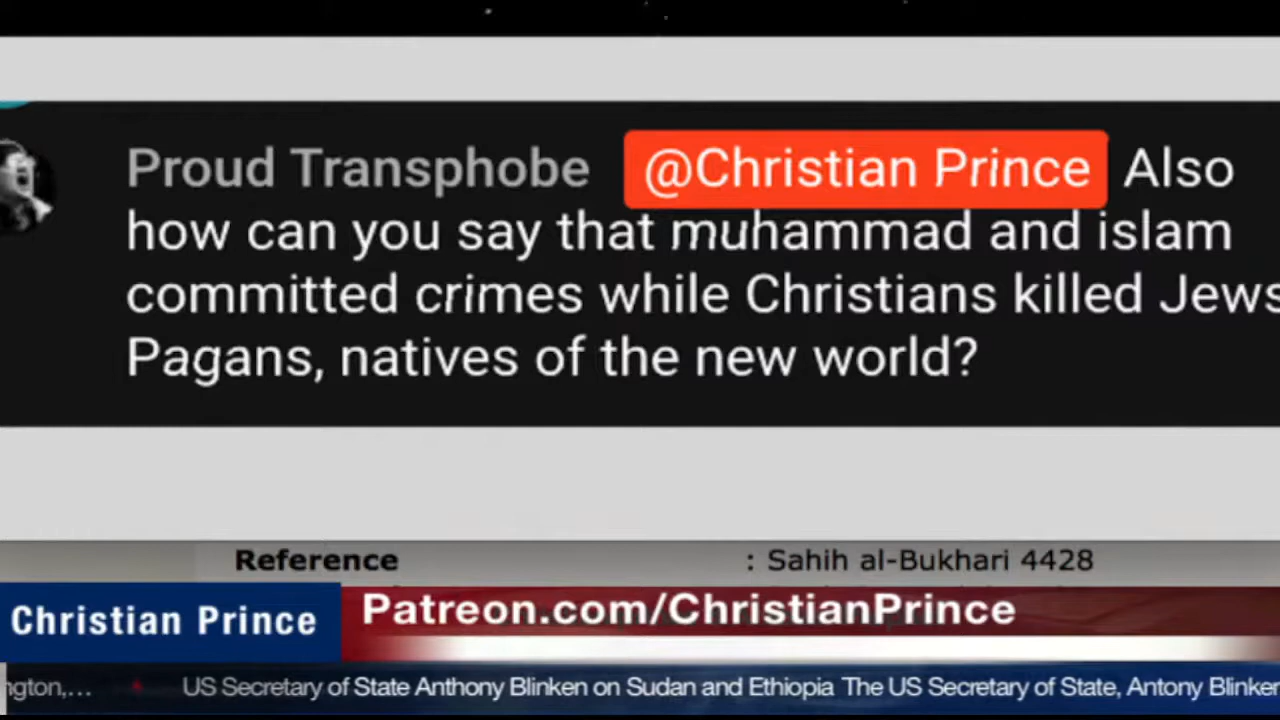 Proud Transphobe @Christian Prince Also
how can you say that muhammad and islam
committed crimes while Christians killed Jews
Pagans, natives of the new world?
Reference : Sahih al-Bukhari 4428
Christian Prince
Patreon.com/ChristianPrince
US Secretary of State Anthony Blinken on Sudan and Ethiopia The US Secretary of State, Antony Blinken